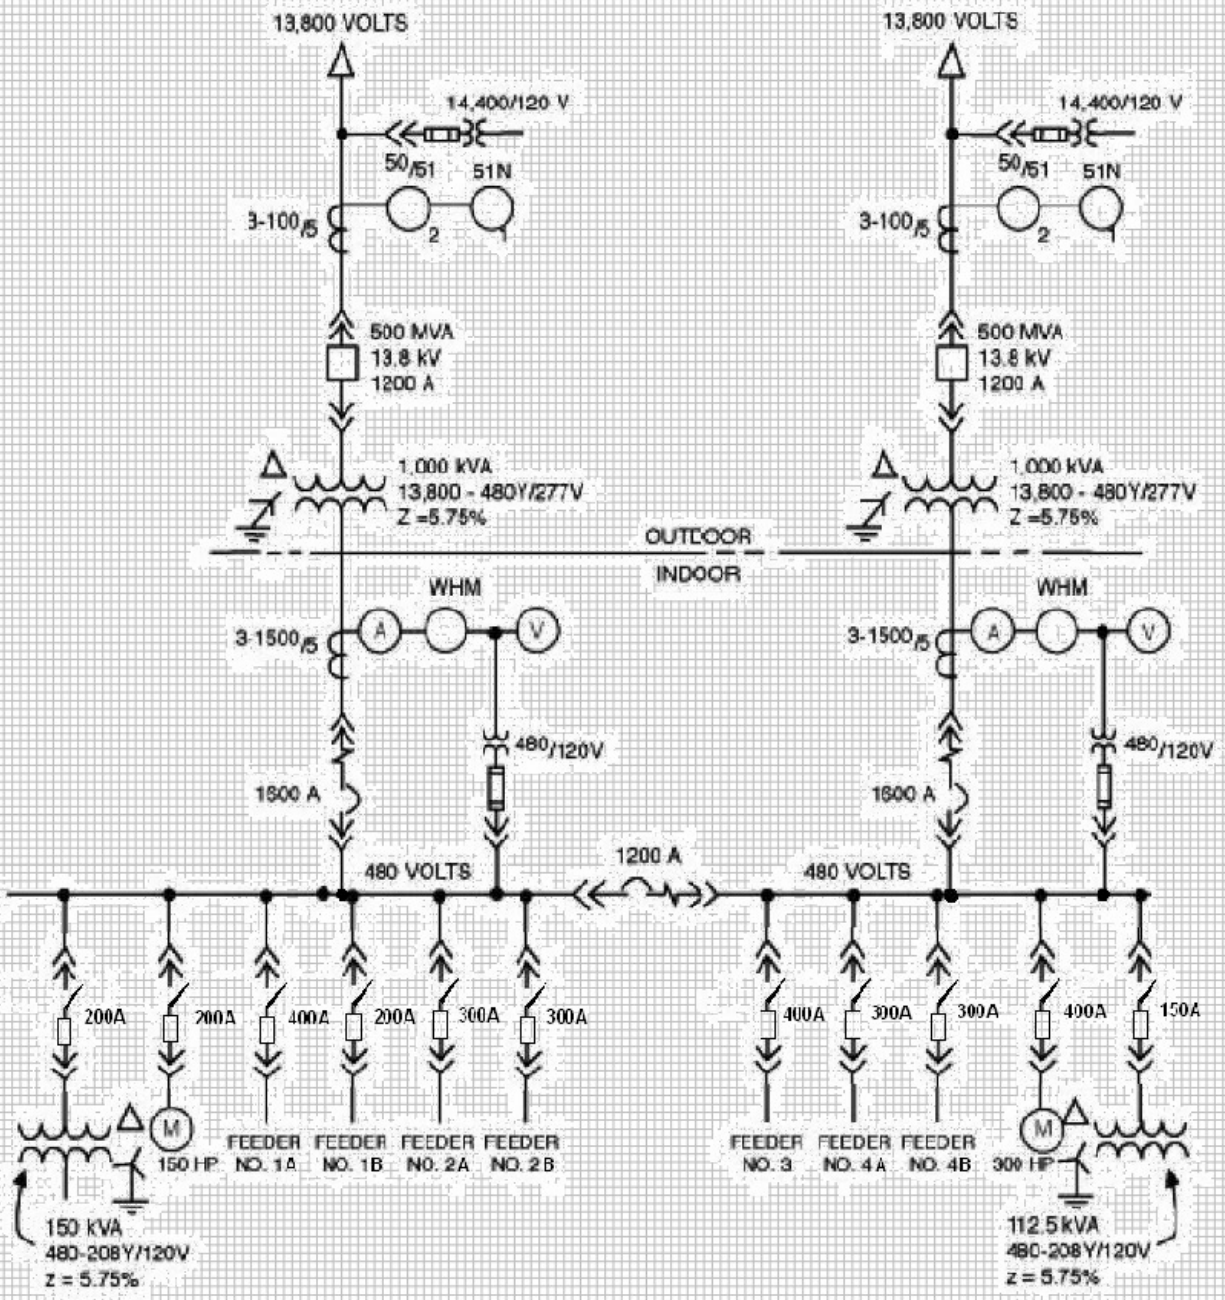 13,800 VOLTS
14,400/120 V
50/51
51N
3-100/5
2
1
500 MVA
13.8 kV
1200 A
1,000 kVA
13,800 - 480Y/277V
Z =5.75%
13,800 VOLTS
14,400/120 V
50/51
51N
3-100/5
2
1
500 MVA
13.8 kV
1200 A
1,000 kVA
13,800 - 480Y/277V
Z =5.75%
OUTDOOR
INDOOR
WHM
3-1500/5
A
V
480/120V
1600 A
480 VOLTS
1200 A
WHM
3-1500/5
A
V
480/120V
1600 A
480 VOLTS
200A
200A
400A
200A
300A
300A
400A
300A
300A
400A
150A
M
150 HP
FEEDER
NO. 1A
FEEDER
NO. 1B
FEEDER
NO. 2A
FEEDER
NO. 2B
FEEDER
NO. 3
FEEDER
NO. 4A
FEEDER
NO. 4B
M
300 HP
150 kVA
480-208Y/120V
z = 5.75%
112.5 kVA
480-208Y/120V
z = 5.75%